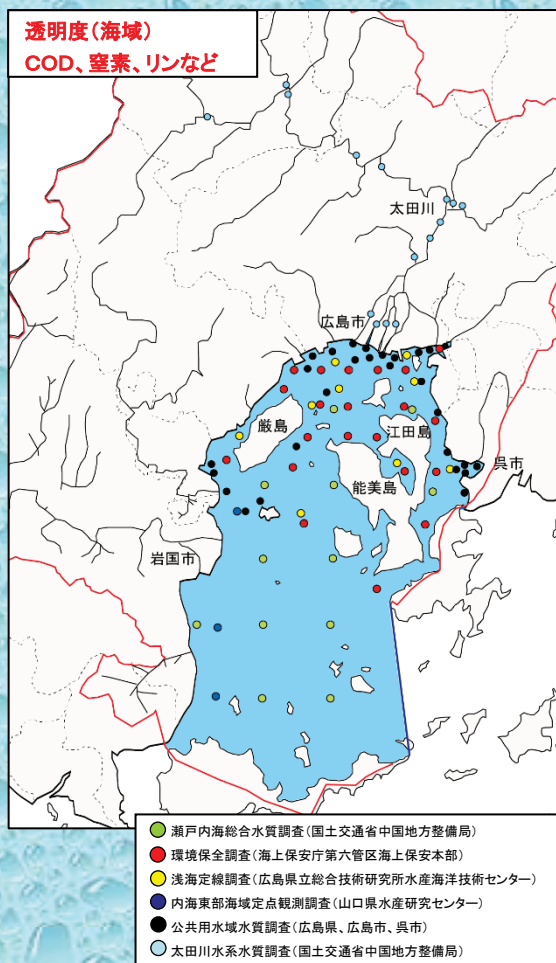 透明度(海域)
COD、窒素、リンなど
太田川
広島市
厳島
江田島
呉市
能美島
岩国市
瀬戸内海総合水質調査(国土交通省中国地方整備局)
環境保全調査(海上保安庁第六管区海上保安本部)
浅海定線調査(広島県立総合技術研究所水産海洋技術センター)
内海東部海域定点観測調査(山口県水産研究センター)
公共用水域水質調査(広島県、広島市、呉市)
太田川水系水質調査(国土交通省中国地方整備局)